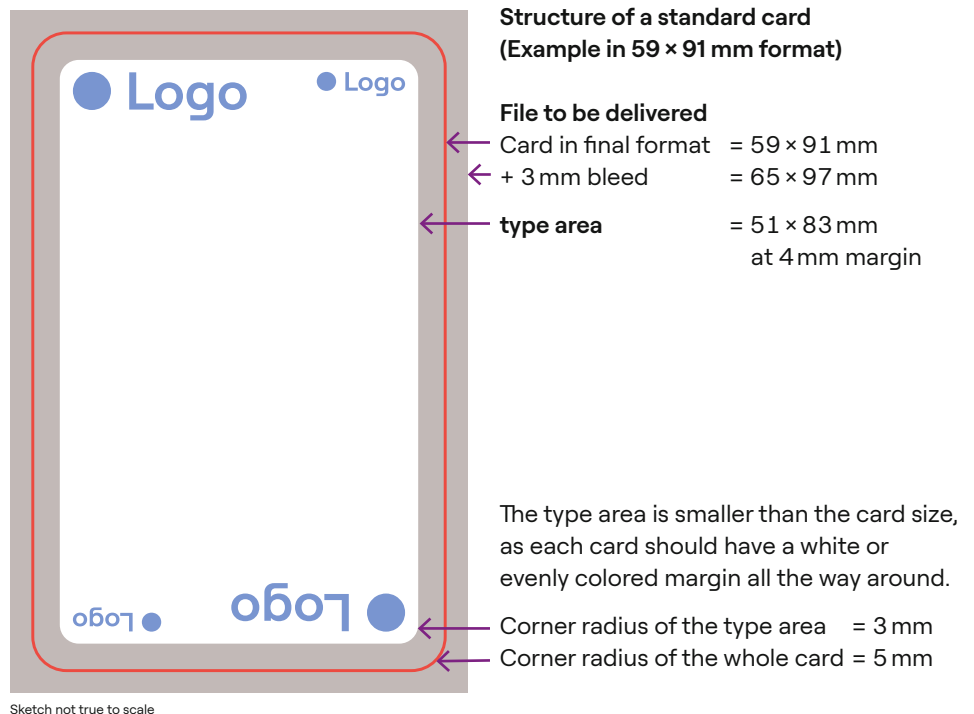 Logo
Logo
Structure of a standard card
(Example in 59 × 91 mm format)
File to be delivered
Card in final format = 59 × 91 mm
+ 3 mm bleed = 65 × 97 mm
type area = 51 × 83 mm
at 4 mm margin
The type area is smaller than the card size,
as each card should have a white or
evenly colored margin all the way around.
Logo
Logo
Corner radius of the type area = 3 mm
Corner radius of the whole card = 5 mm
Sketch not true to scale